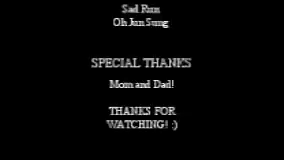 Sad Run
Oh Jun Sung
SPECIAL THANKS
Mom and Dad!
THANKS FOR
WATCHING! :)